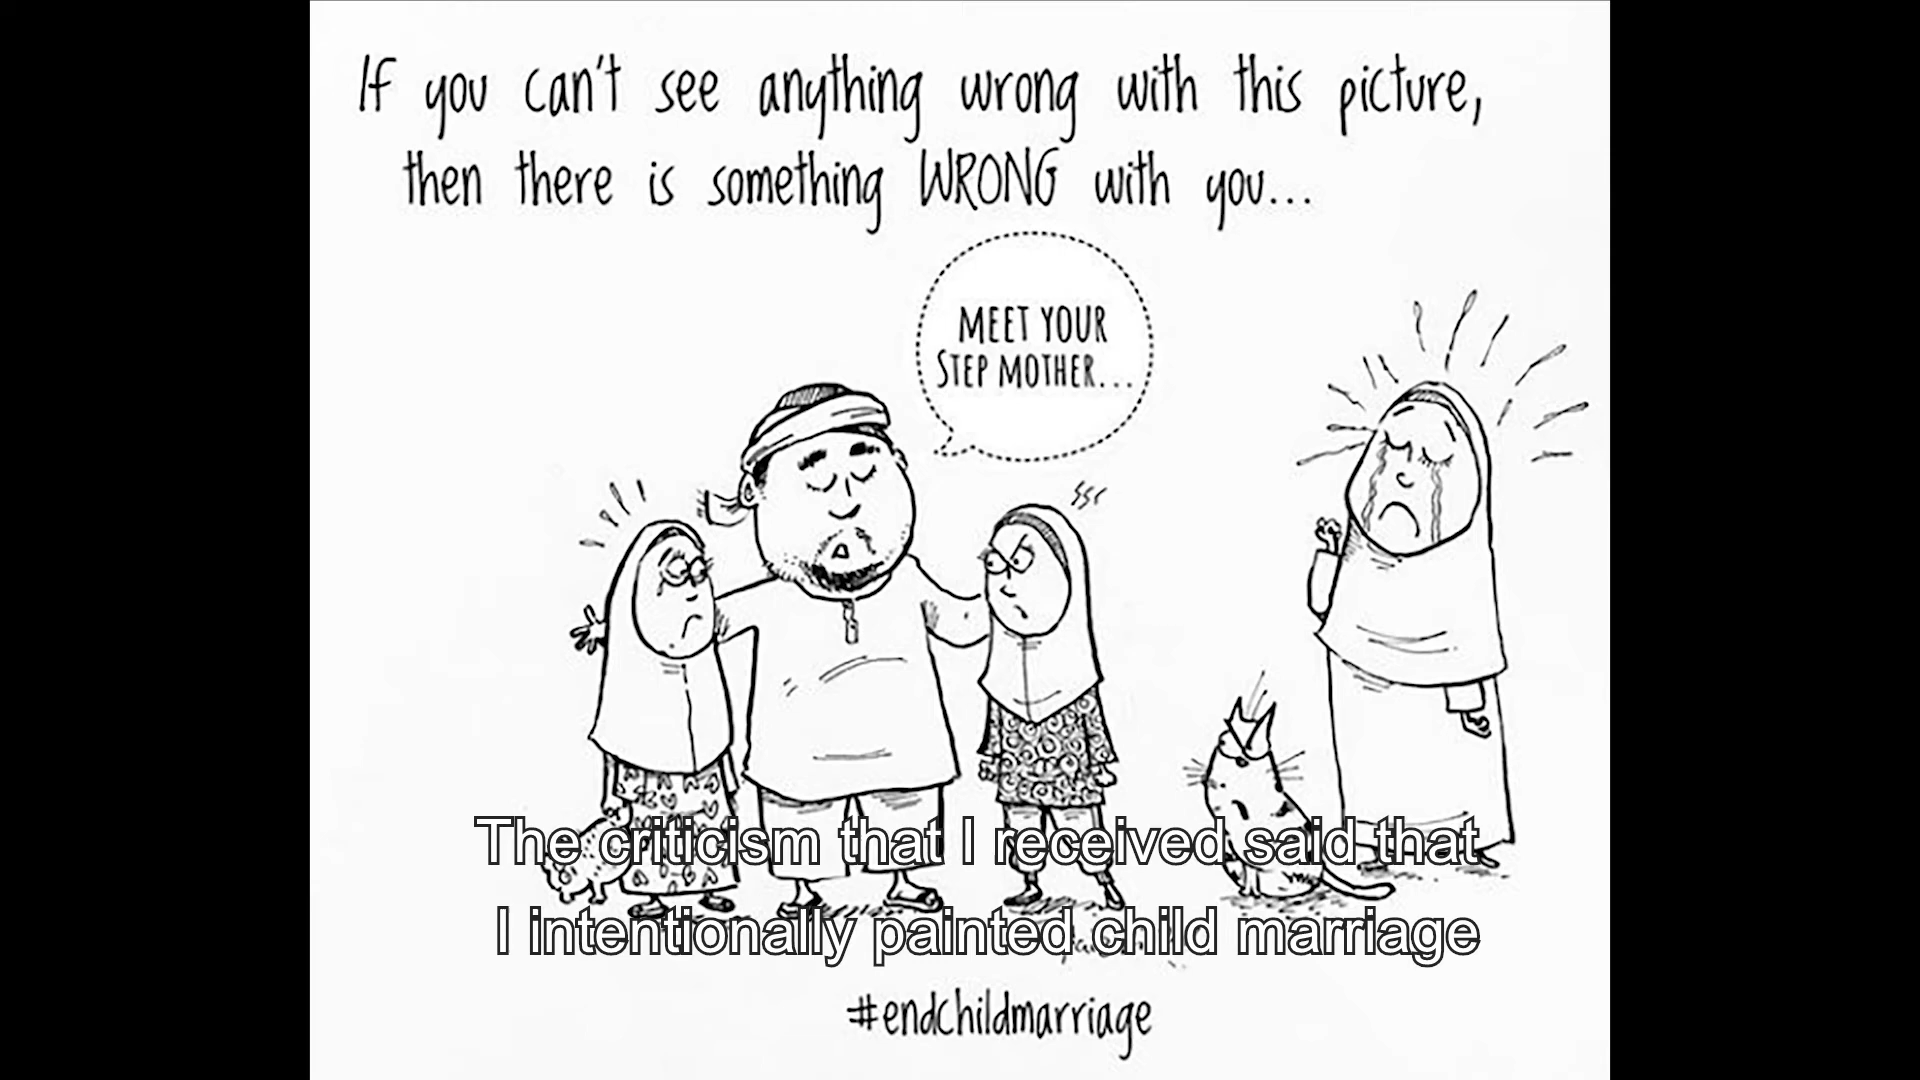 If you can't see anything wrong with this picture,
then there is something WRONG with you...
MEET YOUR
STEP MOTHER...
The criticism that I received said that
I intentionally painted child marriage
#endchildmarriage